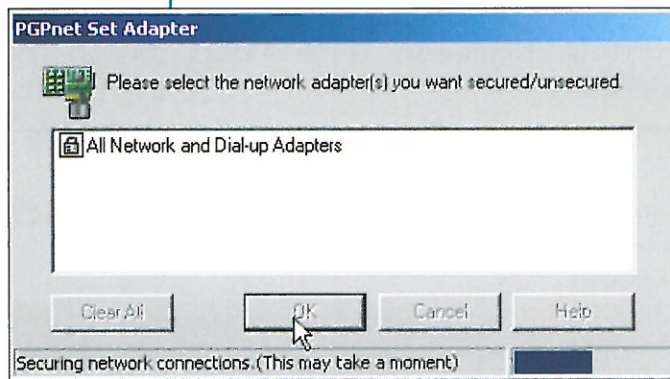 PGPnet Set Adapter
Please select the network adapter(s) you want secured/unsecured.
All Network and Dial-up Adapters
Clear All
OK
Cancel
Help
Securing network connections.(This may take a moment)